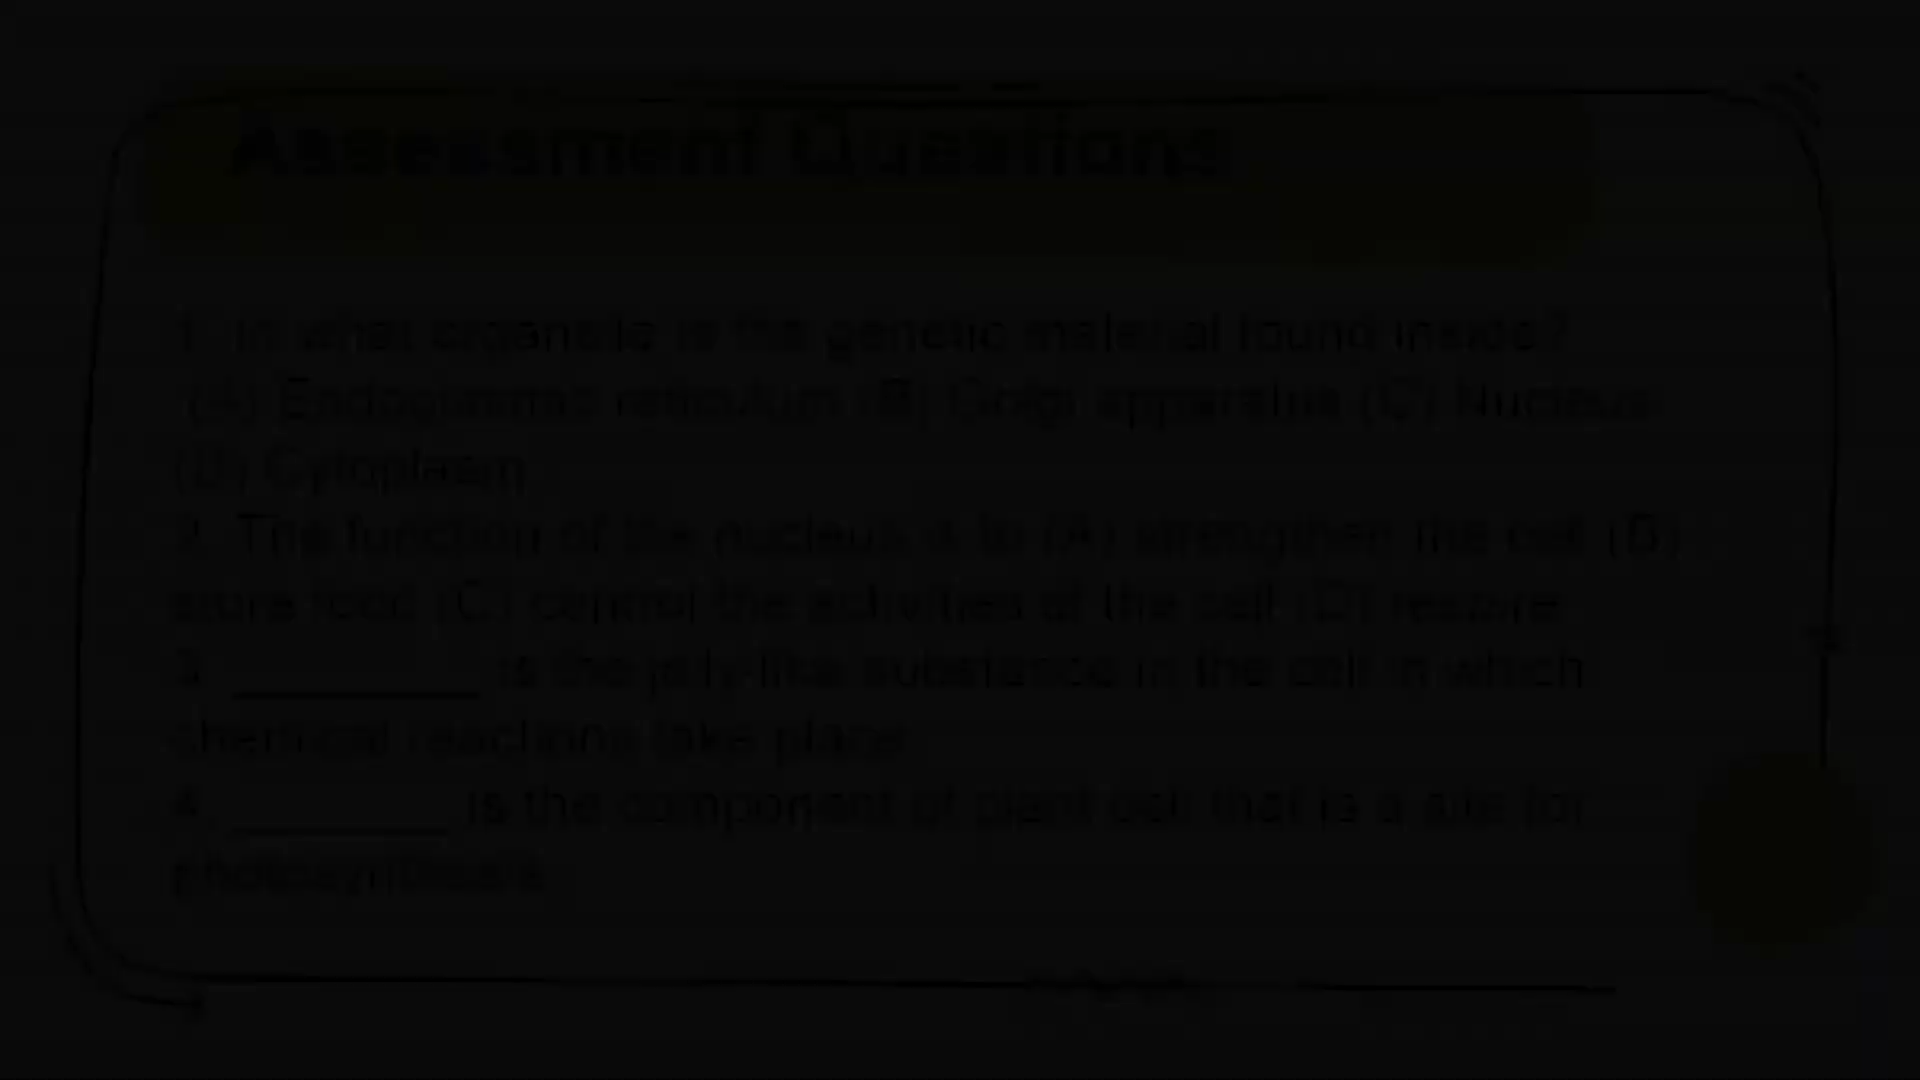 Assessment Questions
1. In what organelle is the genetic material found inside?
(A) Endoplasmic reticulum (B) Golgi apparatus (C) Nucleus
(D) Cytoplasm
2. The function of the nucleus is to (A) strengthen the cell (B)
store food (C) control the activities of the cell (D)
3. __________ is the jelly-like substance in the cell in which
chemical reactions take place.
4. _________ is the component of plant cell that is a site for
photosynthesis.